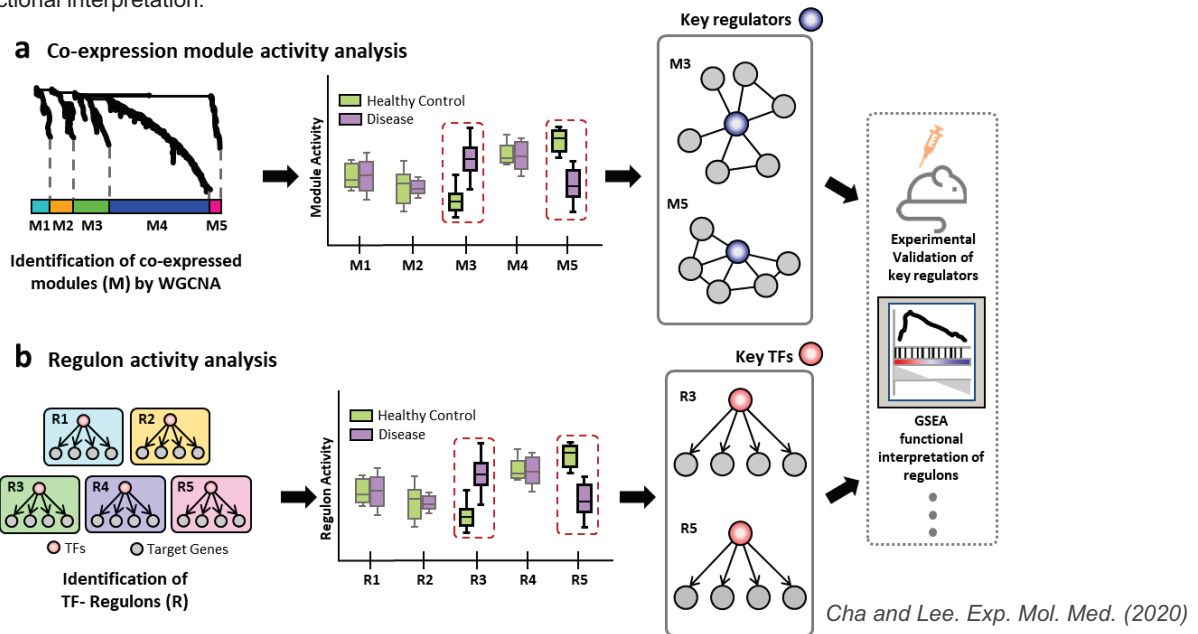 ctional interpretation.
a Co-expression module activity analysis
M1 M2 M3 M4 M5
Identification of co-expressed
modules (M) by WGCNA
Module Activity
Healthy Control
Disease
M1 M2 M3 M4 M5
Key regulators
M3
M5
Experimental
Validation of
key regulators
GSEA
functional
interpretation of
regulons
b Regulon activity analysis
R1 R2
R3 R4 R5
TFs Target Genes
Identification of
TF- Regulons (R)
Regulon Activity
Healthy Control
Disease
R1 R2 R3 R4 R5
Key TFs
R3
R5
Cha and Lee. Exp. Mol. Med. (2020)